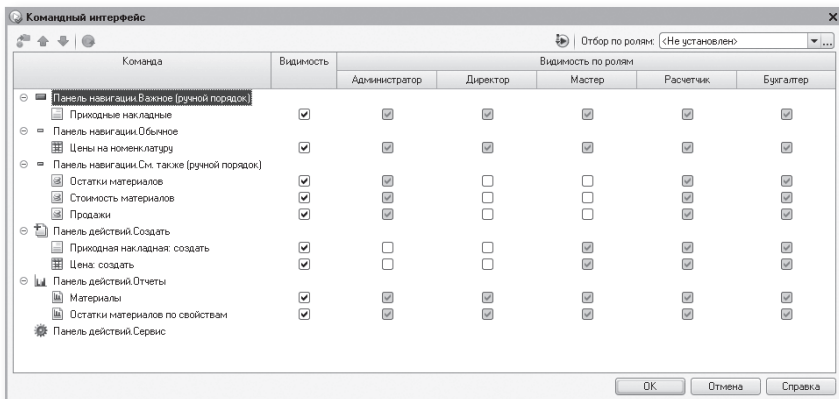 Командный интерфейс
Отбор по ролям: <Не установлен>
Команда Видимость Видимость по ролям
Администратор Директор Мастер Расчетчик Бухгалтер
Панель навигации.Важное (ручной порядок)
Приходные накладные
Панель навигации.Обычное
Цены на номенклатуру
Панель навигации.См. также (ручной порядок)
Остатки материалов
Стоимость материалов
Продажи
Панель действий.Создать
Приходная накладная: создать
Цена: создать
Панель действий.Отчеты
Материалы
Остатки материалов по свойствам
Панель действий.Сервис
OK Отмена Справка